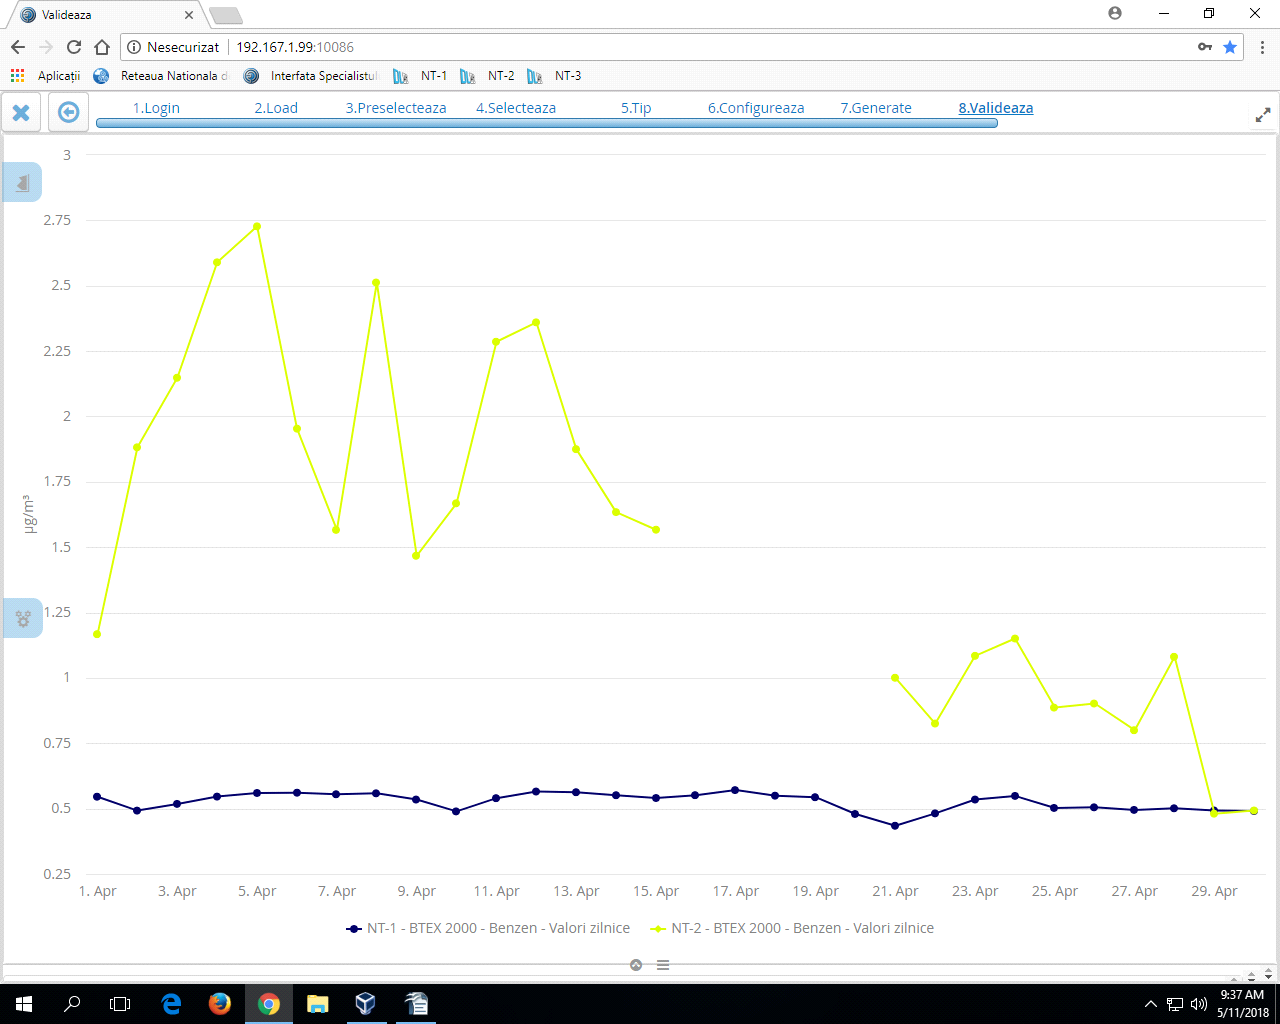 Valideaza
Nesecurizat 192.167.1.99:10086
Aplicații Reteaua Nationala d Interfata Specialistulu NT-1 NT-2 NT-3
1.Login 2.Load 3.Preselecteaza 4.Selecteaza 5.Tip 6.Configureaza 7.Generate 8.Valideaza
3
2.75
2.5
2.25
2
1.75
µg/m³
1.5
1.25
1
0.75
0.5
0.25
1. Apr 3. Apr 5. Apr 7. Apr 9. Apr 11. Apr 13. Apr 15. Apr 17. Apr 19. Apr 21. Apr 23. Apr 25. Apr 27. Apr 29. Apr
NT-1 - BTEX 2000 - Benzen - Valori zilnice NT-2 - BTEX 2000 - Benzen - Valori zilnice
9:37 AM
5/11/2018